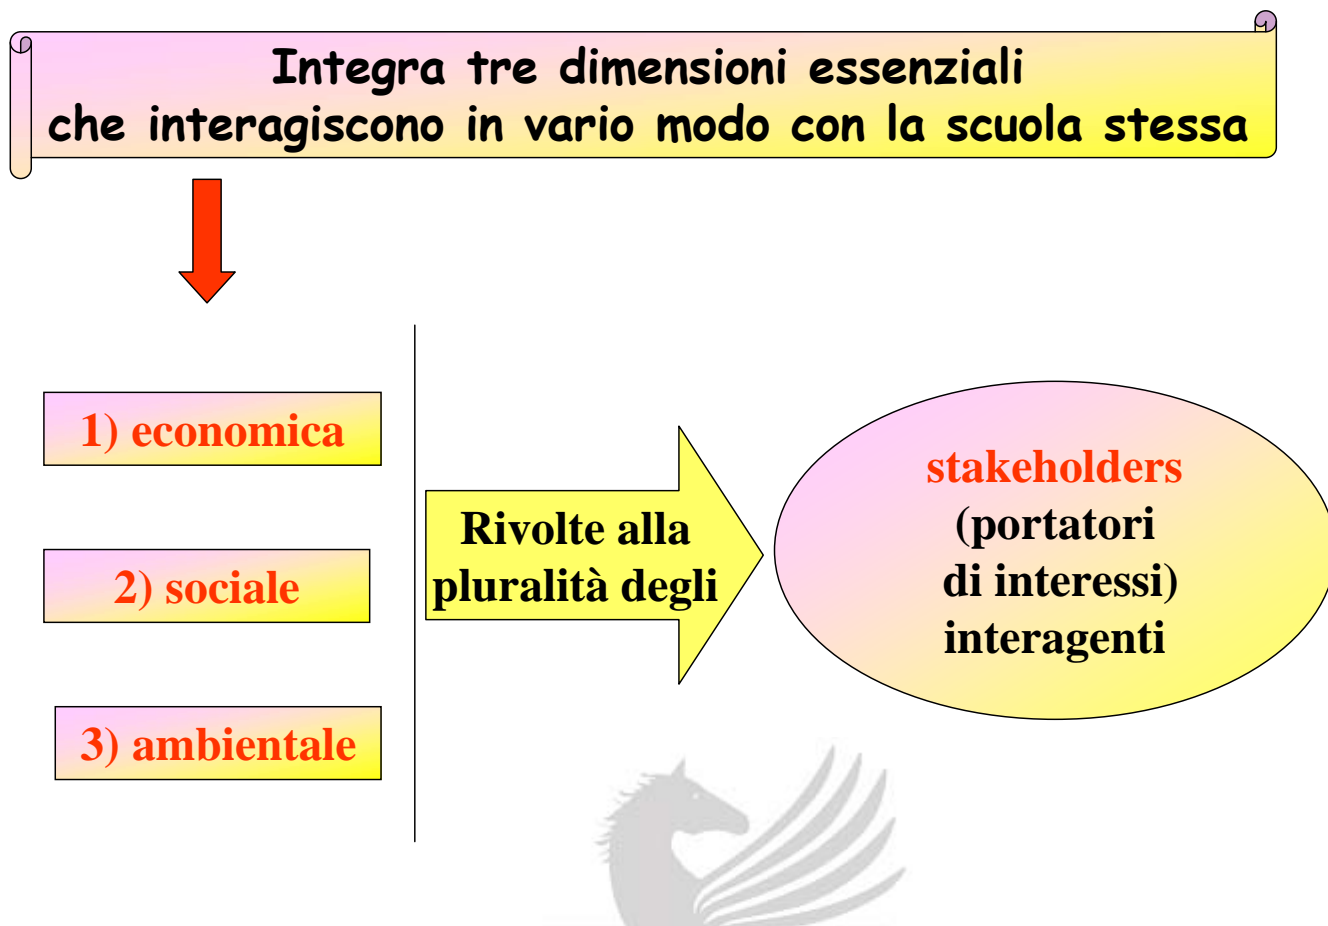 Integra tre dimensioni essenziali
che interagiscono in vario modo con la scuola stessa
1) economica
2) sociale
3) ambientale
Rivolte alla
pluralità degli
stakeholders
(portatori
di interessi)
interagenti